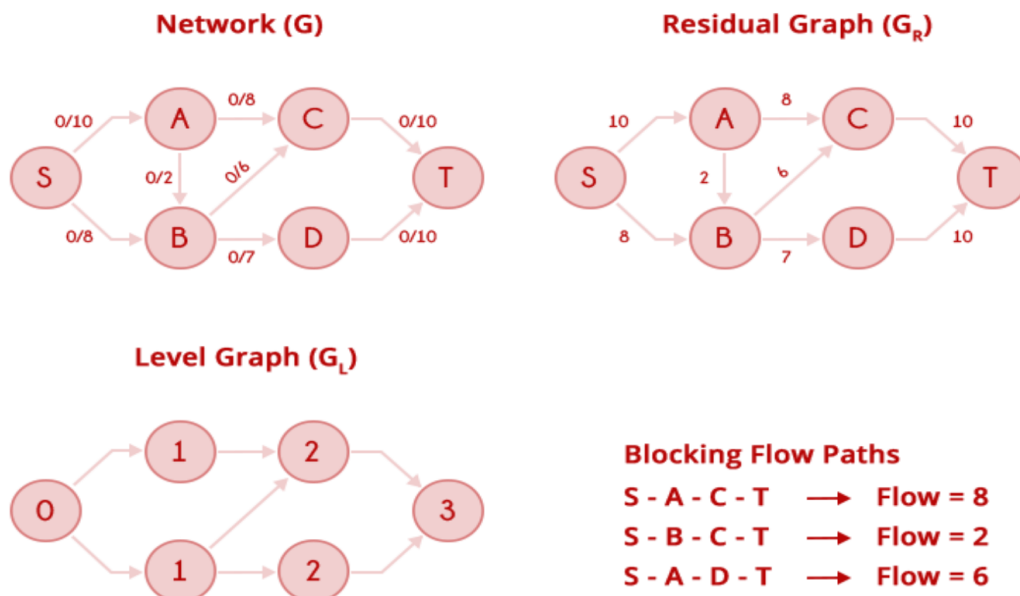 Network (G)
0/10
A
0/8
C
0/10
S
0/2
0/6
T
0/8
B
0/7
D
0/10
Residual Graph (GR)
10
A
8
C
10
S
2
6
T
8
B
7
D
10
Level Graph (GL)
1
2
0
3
1
2
Blocking Flow Paths
S - A - C - T → Flow = 8
S - B - C - T → Flow = 2
S - A - D - T → Flow = 6